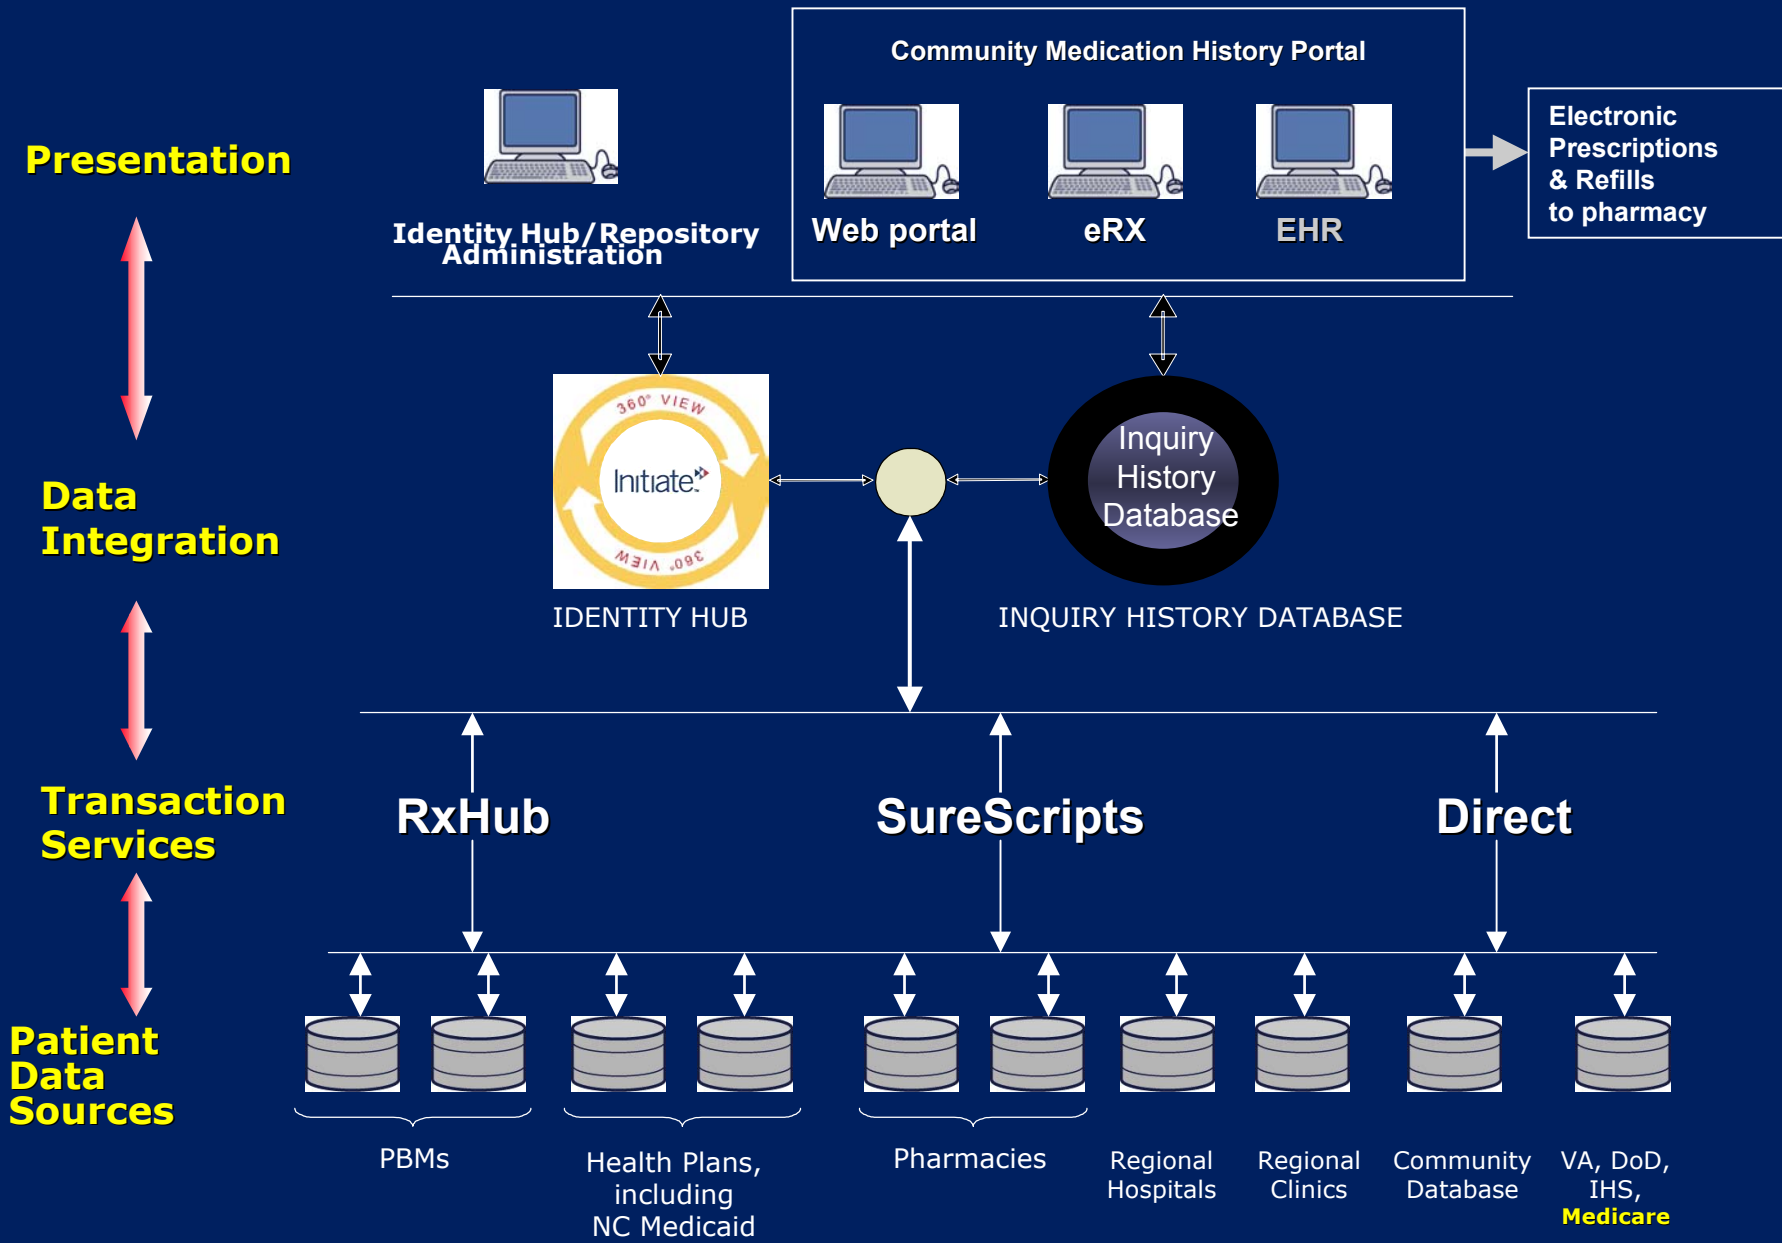 Community Medication History Portal
Electronic
Prescriptions
& Refills
to pharmacy
Presentation
Identity Hub/Repository
Administration
Web portal
eRX
EHR
360° VIEW
Initiate™
360° VIEW
Inquiry
History
Database
Data
Integration
IDENTITY HUB
INQUIRY HISTORY DATABASE
Transaction
Services
RxHub
SureScripts
Direct
Patient
Data
Sources
PBMs
Health Plans,
including
NC Medicaid
Pharmacies
Regional
Hospitals
Regional
Clinics
Community
Database
VA, DoD,
IHS,
Medicare